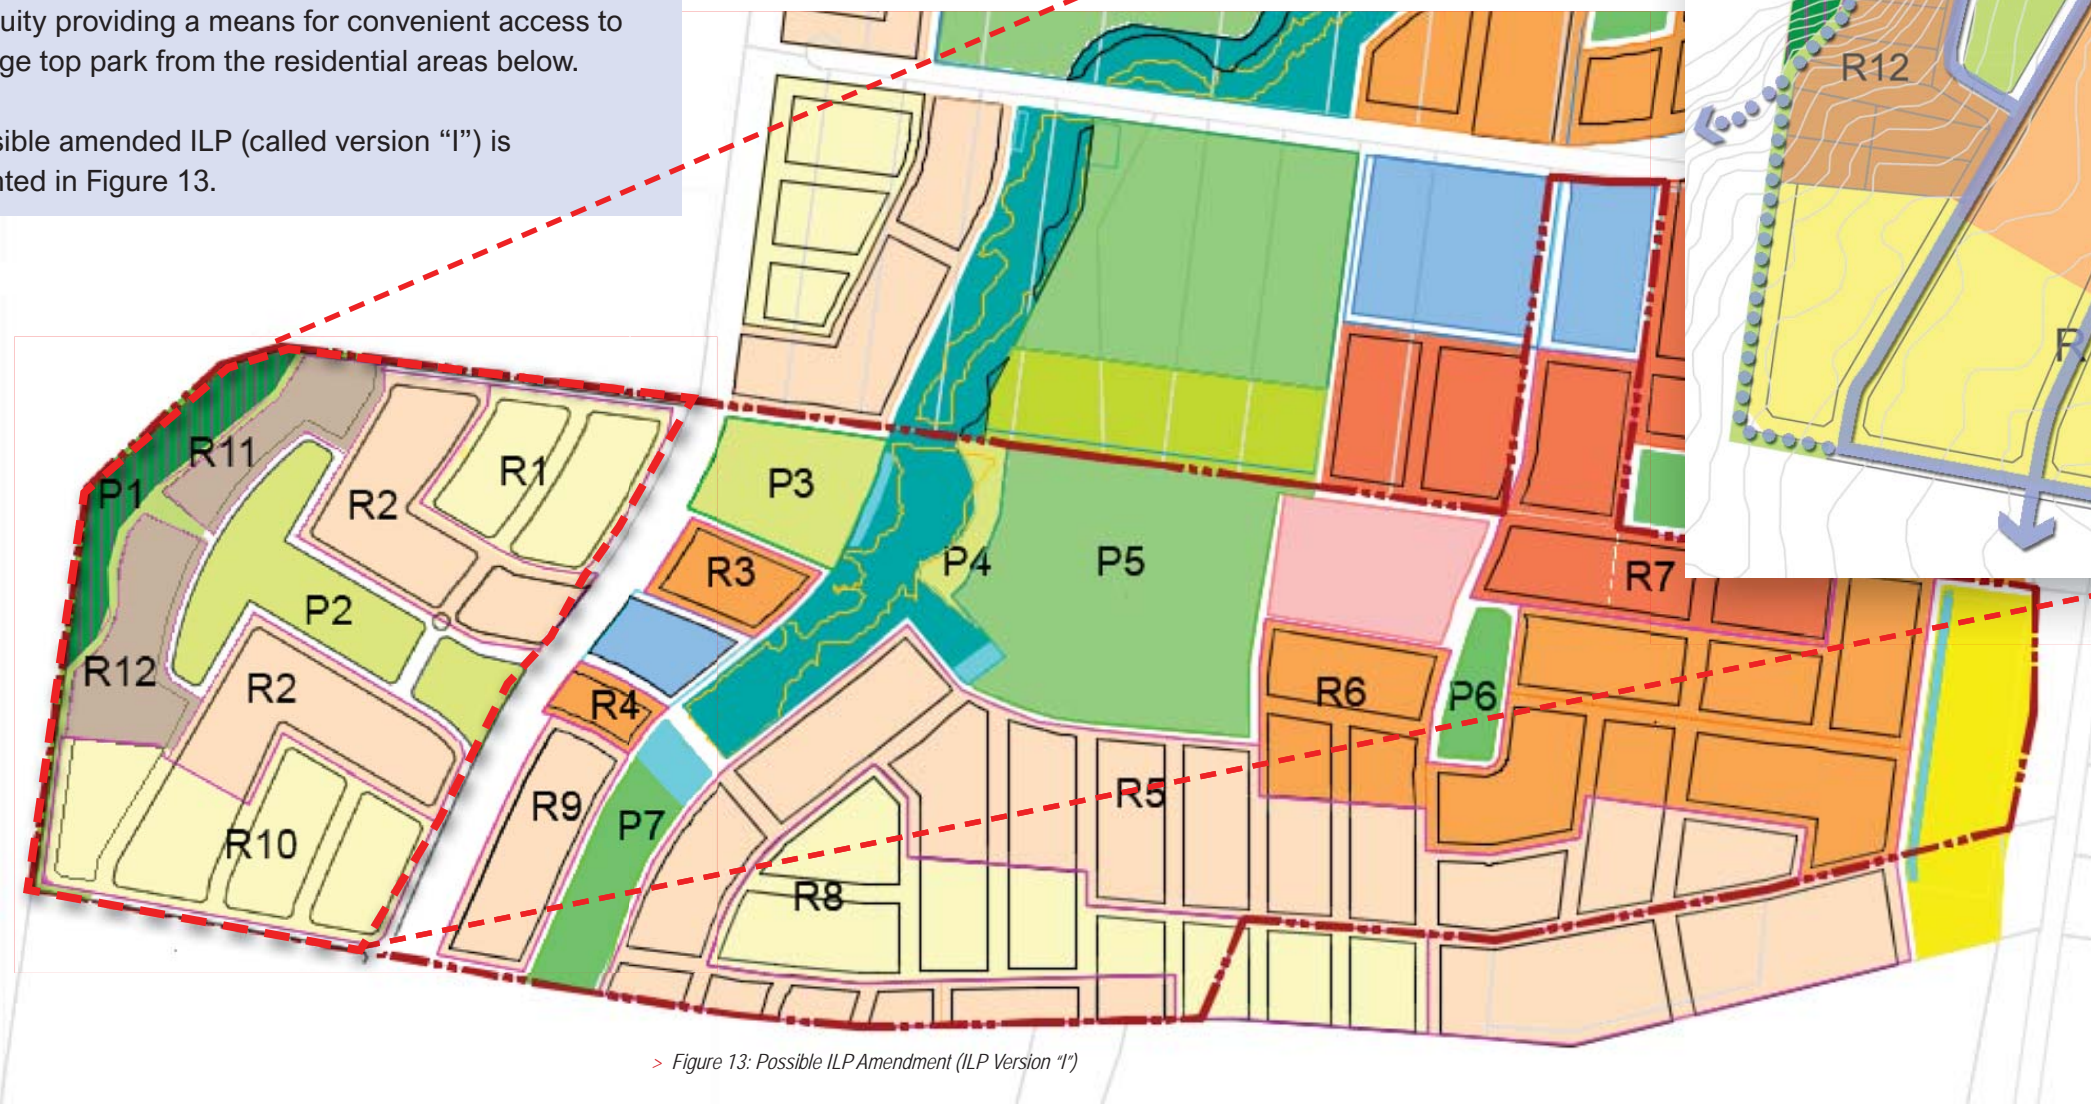 uity providing a means for convenient access to
ge top park from the residential areas below.
sible amended ILP (called version “I”) is
nted in Figure 13.
R12
R11
P1
R2
R1
P3
P4
P5
R3
R7
P2
R12
R2
R4
R6
P6
R9
P7
R5
R10
R8
> Figure 13: Possible ILP Amendment (ILP Version “I”)